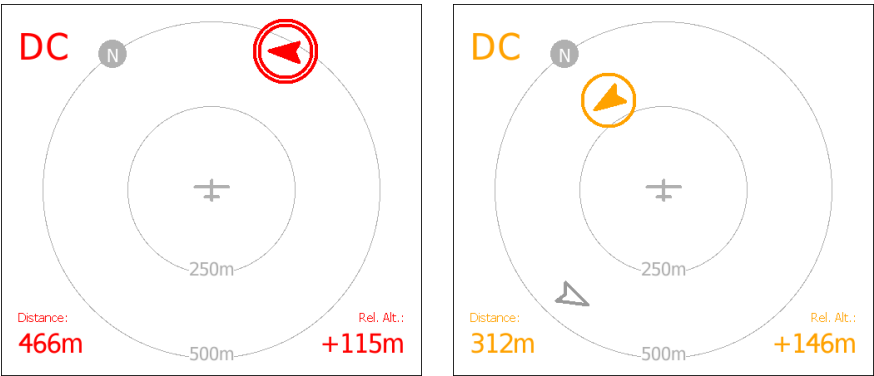 DC
N
250m
Distance:
Rel. Alt.:
466m
+115m
500m
DC
N
250m
Distance:
Rel. Alt.:
312m
+146m
500m